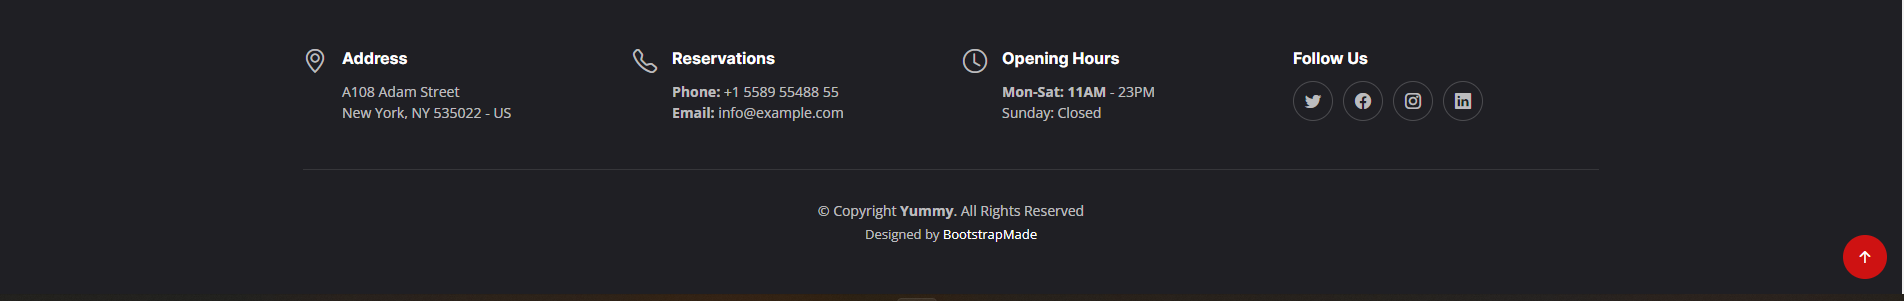 Address
A108 Adam Street
New York, NY 535022 - US
Reservations
Phone: +1 5589 55488 55
Email: info@example.com
Opening Hours
Mon-Sat: 11AM - 23PM
Sunday: Closed
Follow Us
© Copyright Yummy. All Rights Reserved
Designed by BootstrapMade